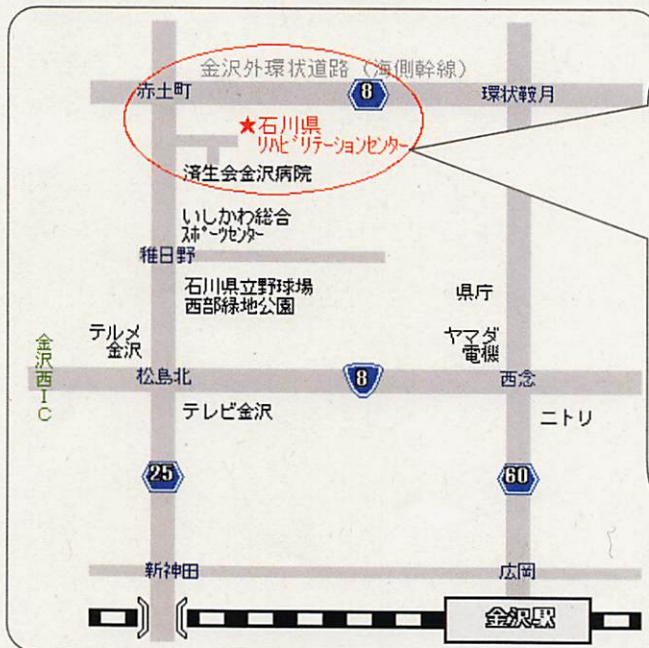 金沢外環状道路（海側幹線）
赤土町
8
環状鞍月
★石川県
リハビリテーションセンター
済生会金沢病院
いしかわ総合
スポーツセンター
稚日野
石川県立野球場
西部緑地公園
県庁
テルメ
金沢
ヤマダ
電機
金沢西IC
松島北
8
西念
テレビ金沢
ニトリ
25
60
新神田
広岡
金沢駅